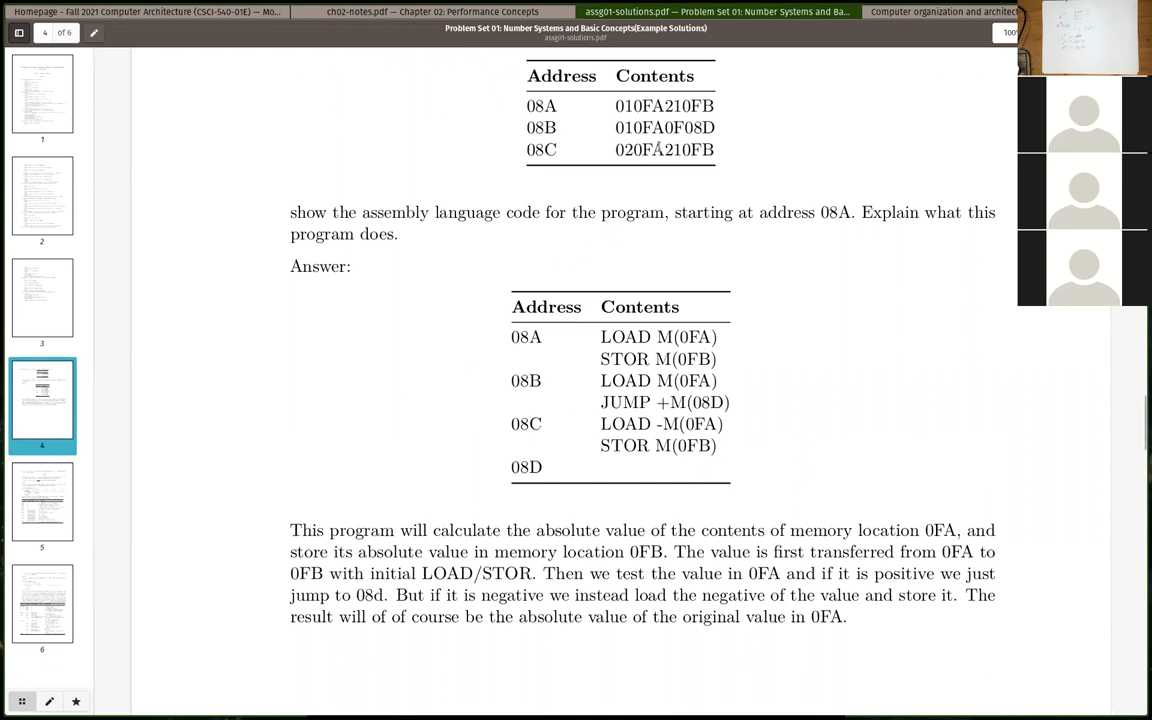 Homepage - Fall 2021 Computer Architecture (CSCI-540-01E) — Mo...
ch02-notes.pdf — Chapter 02: Performance Concepts
assg01-solutions.pdf — Problem Set 01: Number Systems and Ba...
Computer organization and architect
4 of 6
Problem Set 01: Number Systems and Basic Concepts(Example Solutions)
assg01-solutions.pdf
100
Address Contents
08A 010FA210FB
08B 010FA0F08D
08C 020FA210FB
show the assembly language code for the program, starting at address 08A. Explain what this
program does.
Answer:
Address Contents
08A LOAD M(0FA)
STOR M(0FB)
08B LOAD M(0FA)
JUMP +M(08D)
08C LOAD -M(0FA)
STOR M(0FB)
08D
This program will calculate the absolute value of the contents of memory location 0FA, and
store its absolute value in memory location 0FB. The value is first transferred from 0FA to
0FB with initial LOAD/STOR. Then we test the value in 0FA and if it is positive we just
jump to 08d. But if it is negative we instead load the negative of the value and store it. The
result will of of course be the absolute value of the original value in 0FA.
1
2
3
4
5
6